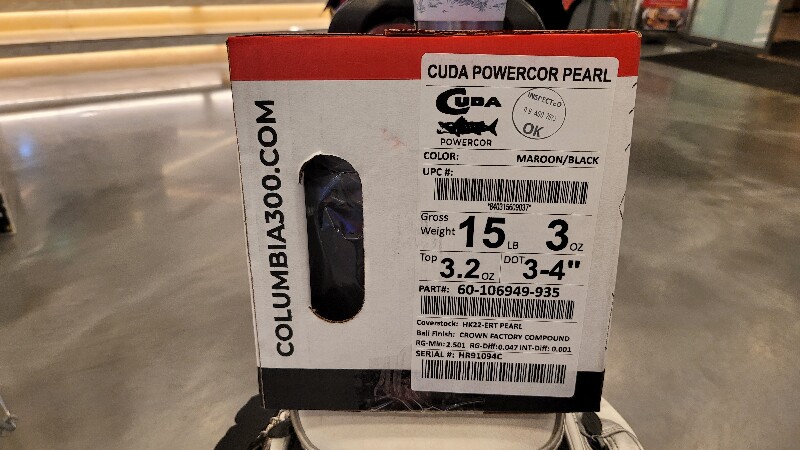 COLUMBIA300.COM
CUDA POWERCOR PEARL
CUDA
POWERCOR
INSPECTED
OK
COLOR: MAROON/BLACK
UPC #:
*840315609037*
Gross Weight 15 LB 3 OZ
Top 3.2 OZ DOT 3-4"
PART#: 60-106949-935
Coverstock: HK22-ERT PEARL
Ball Finish: CROWN FACTORY COMPOUND
RG-Min: 2.501 RG-Diff: 0.047 INT-Diff: 0.001
SERIAL #: HR91094C